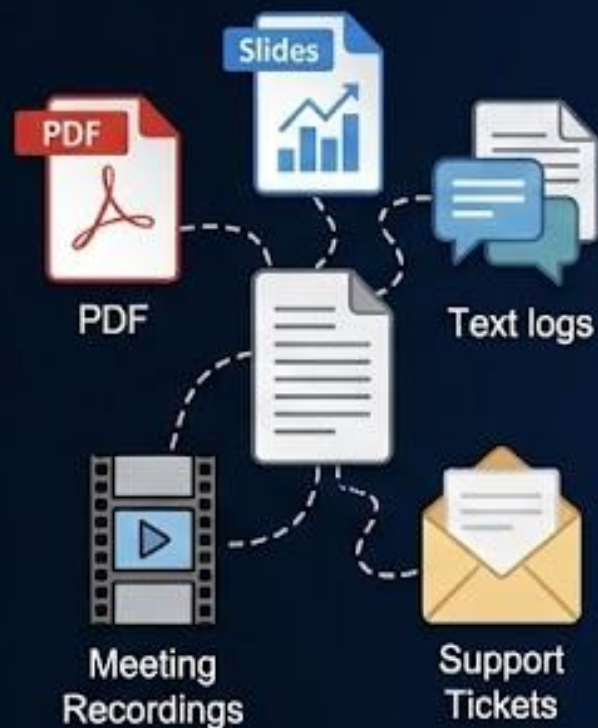 Slides
PDF
PDF
Text logs
Meeting
Recordings
Support
Tickets